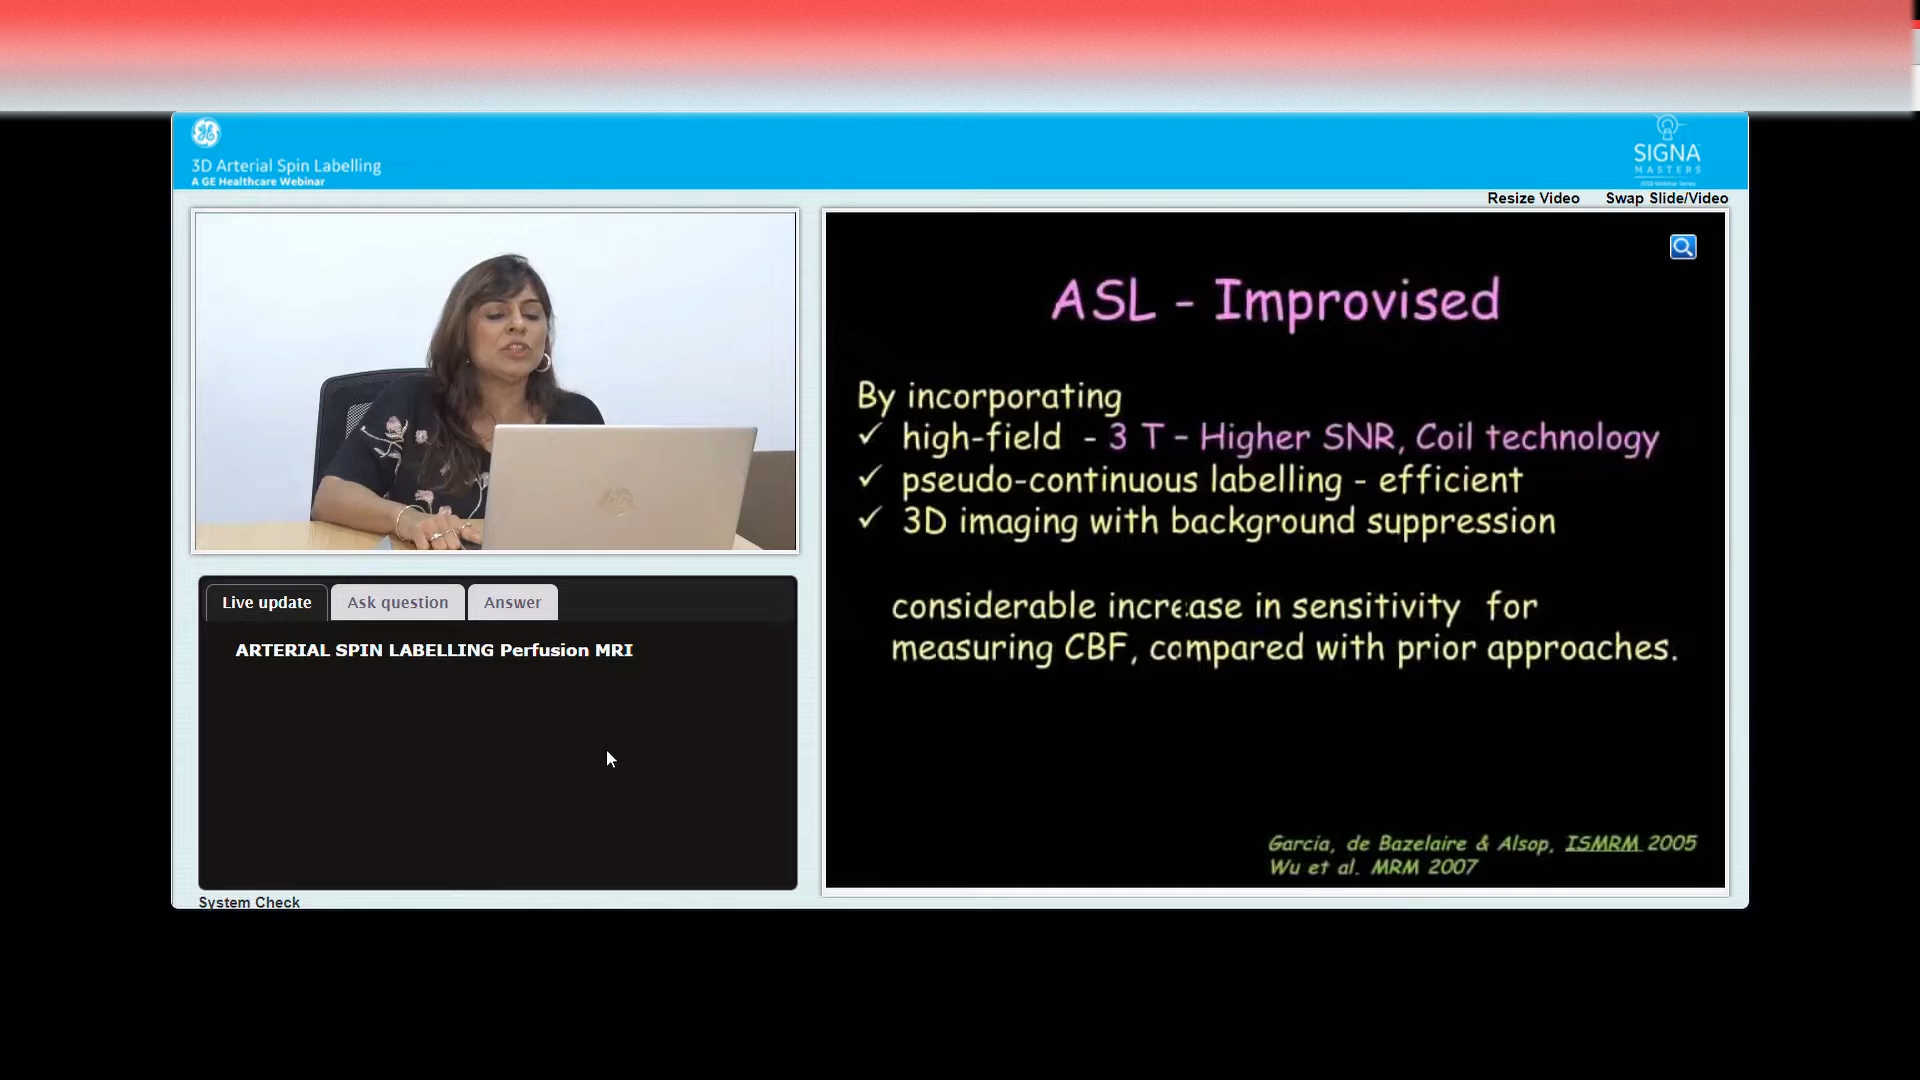 3D Arterial Spin Labelling
A GE Healthcare Webinar
SIGNA
MASTERS
2018 Webinar Series
Resize Video Swap Slide/Video
ASL - Improvised
By incorporating
✓ high-field - 3 T - Higher SNR, Coil technology
✓ pseudo-continuous labelling - efficient
✓ 3D imaging with background suppression
considerable increase in sensitivity for
measuring CBF, compared with prior approaches.
Garcia, de Bazelaire & Alsop, ISMRM 2005
Wu et al. MRM 2007
Live update Ask question Answer
ARTERIAL SPIN LABELLING Perfusion MRI
System Check